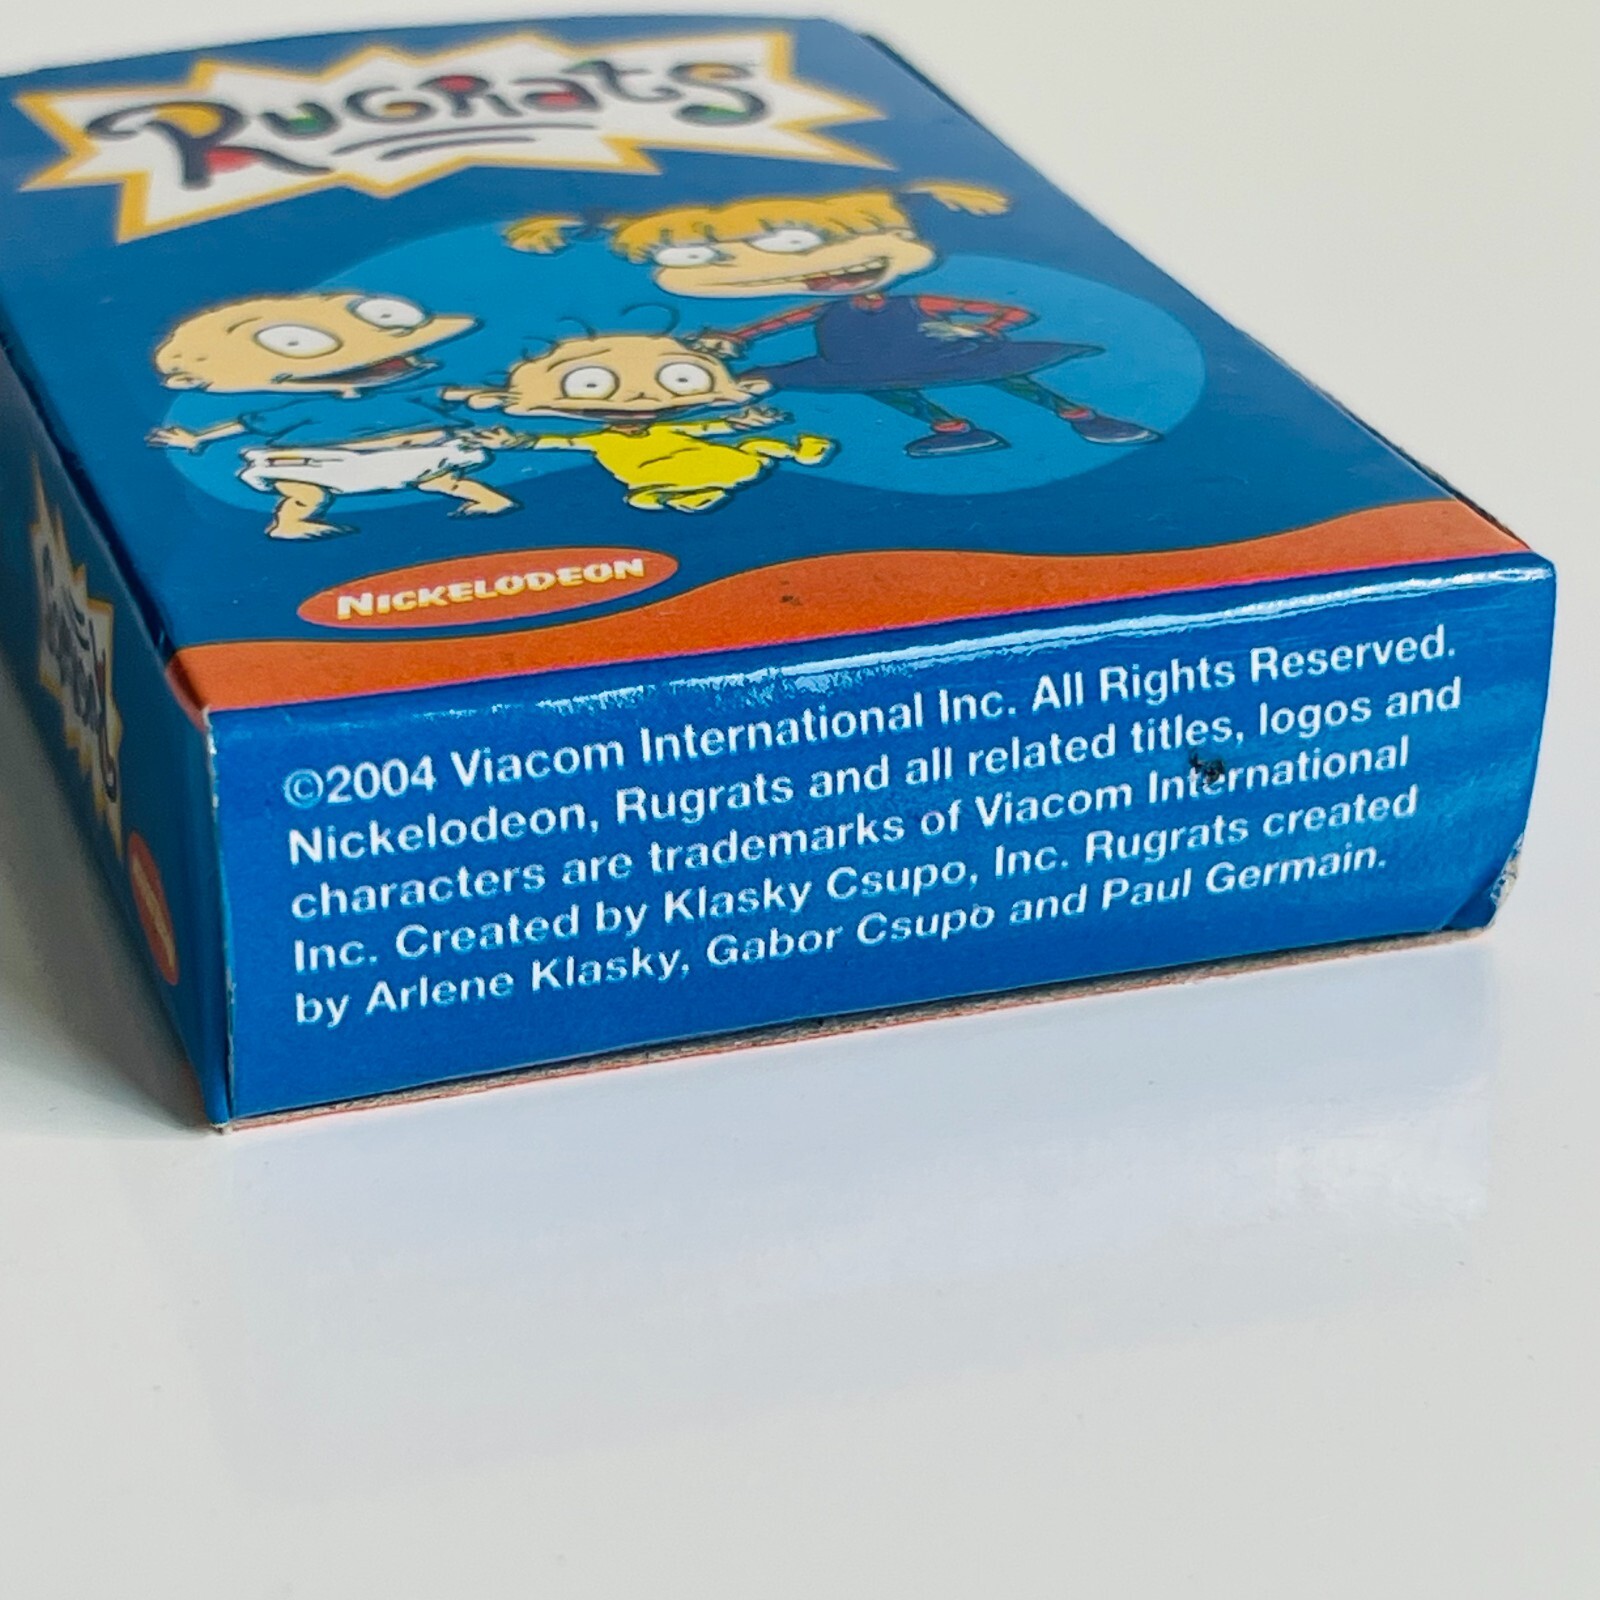 RUGRATS
NICKELODEON
©2004 Viacom International Inc. All Rights Reserved.
Nickelodeon, Rugrats and all related titles, logos and
characters are trademarks of Viacom International
Inc. Created by Klasky Csupo, Inc. Rugrats created
by Arlene Klasky, Gabor Csupo and Paul Germain.